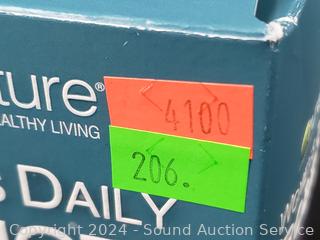 ture®
EALTHY LIVING
4100
206.
S DAILY
Copyright 2024 - Sound Auction Service